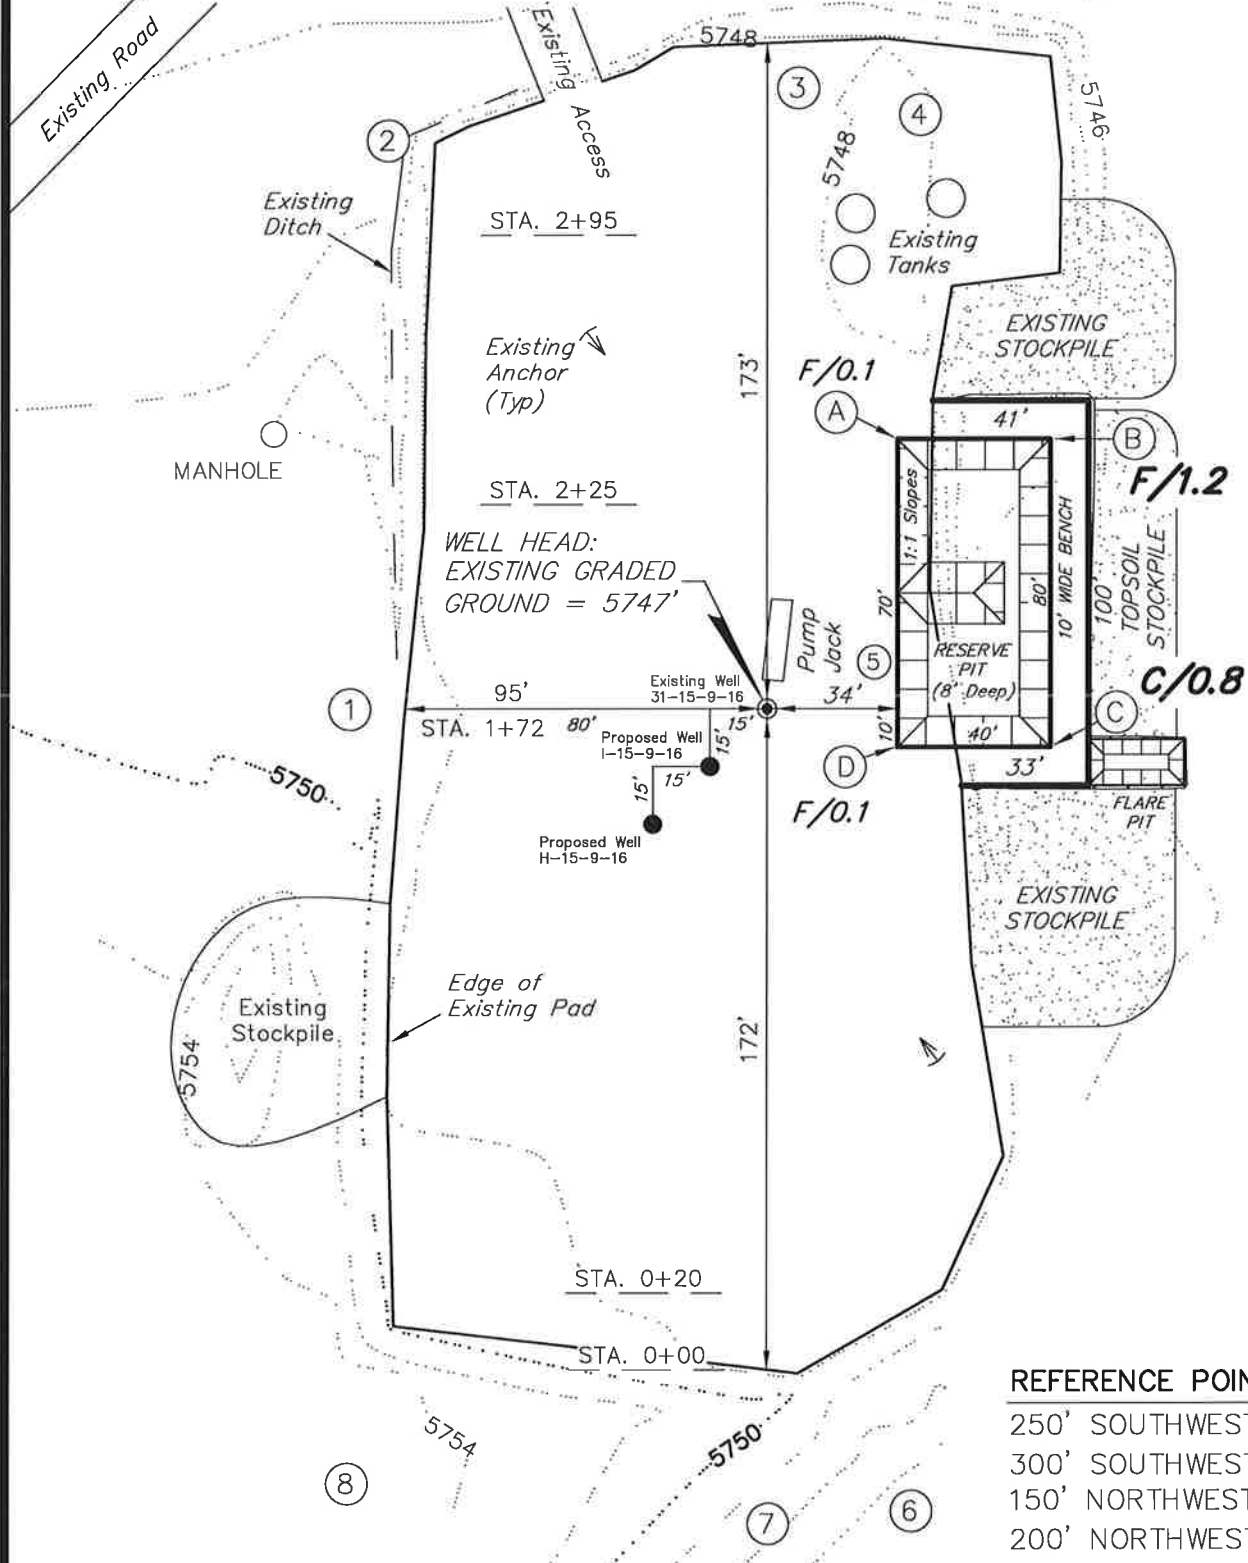 Existing Road
Existing
Access
5748
3
4
5746
2
5748
Existing
Ditch
STA. 2+95
Existing
Tanks
EXISTING
STOCKPILE
Existing
Anchor
(Typ)
173'
F/0.1
A
41'
B
F/1.2
MANHOLE
STA. 2+25
1:1 Slopes
10' WIDE BENCH
100'
TOPSOIL
STOCKPILE
WELL HEAD:
EXISTING GRADED
GROUND = 5747'
70'
80'
Pump
Jack
5
RESERVE
PIT
(8' Deep)
C/0.8
Existing Well
31-15-9-16
1
95'
STA. 1+72
80'
15'
34'
10'
40'
C
Proposed Well
I-15-9-16
15'
15'
15'
D
33'
F/0.1
FLARE
PIT
5750
Proposed Well
H-15-9-16
EXISTING
STOCKPILE
Edge of
Existing Pad
Existing
Stockpile
5754
172'
STA. 0+20
STA. 0+00
REFERENCE POIN
250' SOUTHWEST
300' SOUTHWEST
150' NORTHWEST
200' NORTHWEST
5754
5750
8
7
6